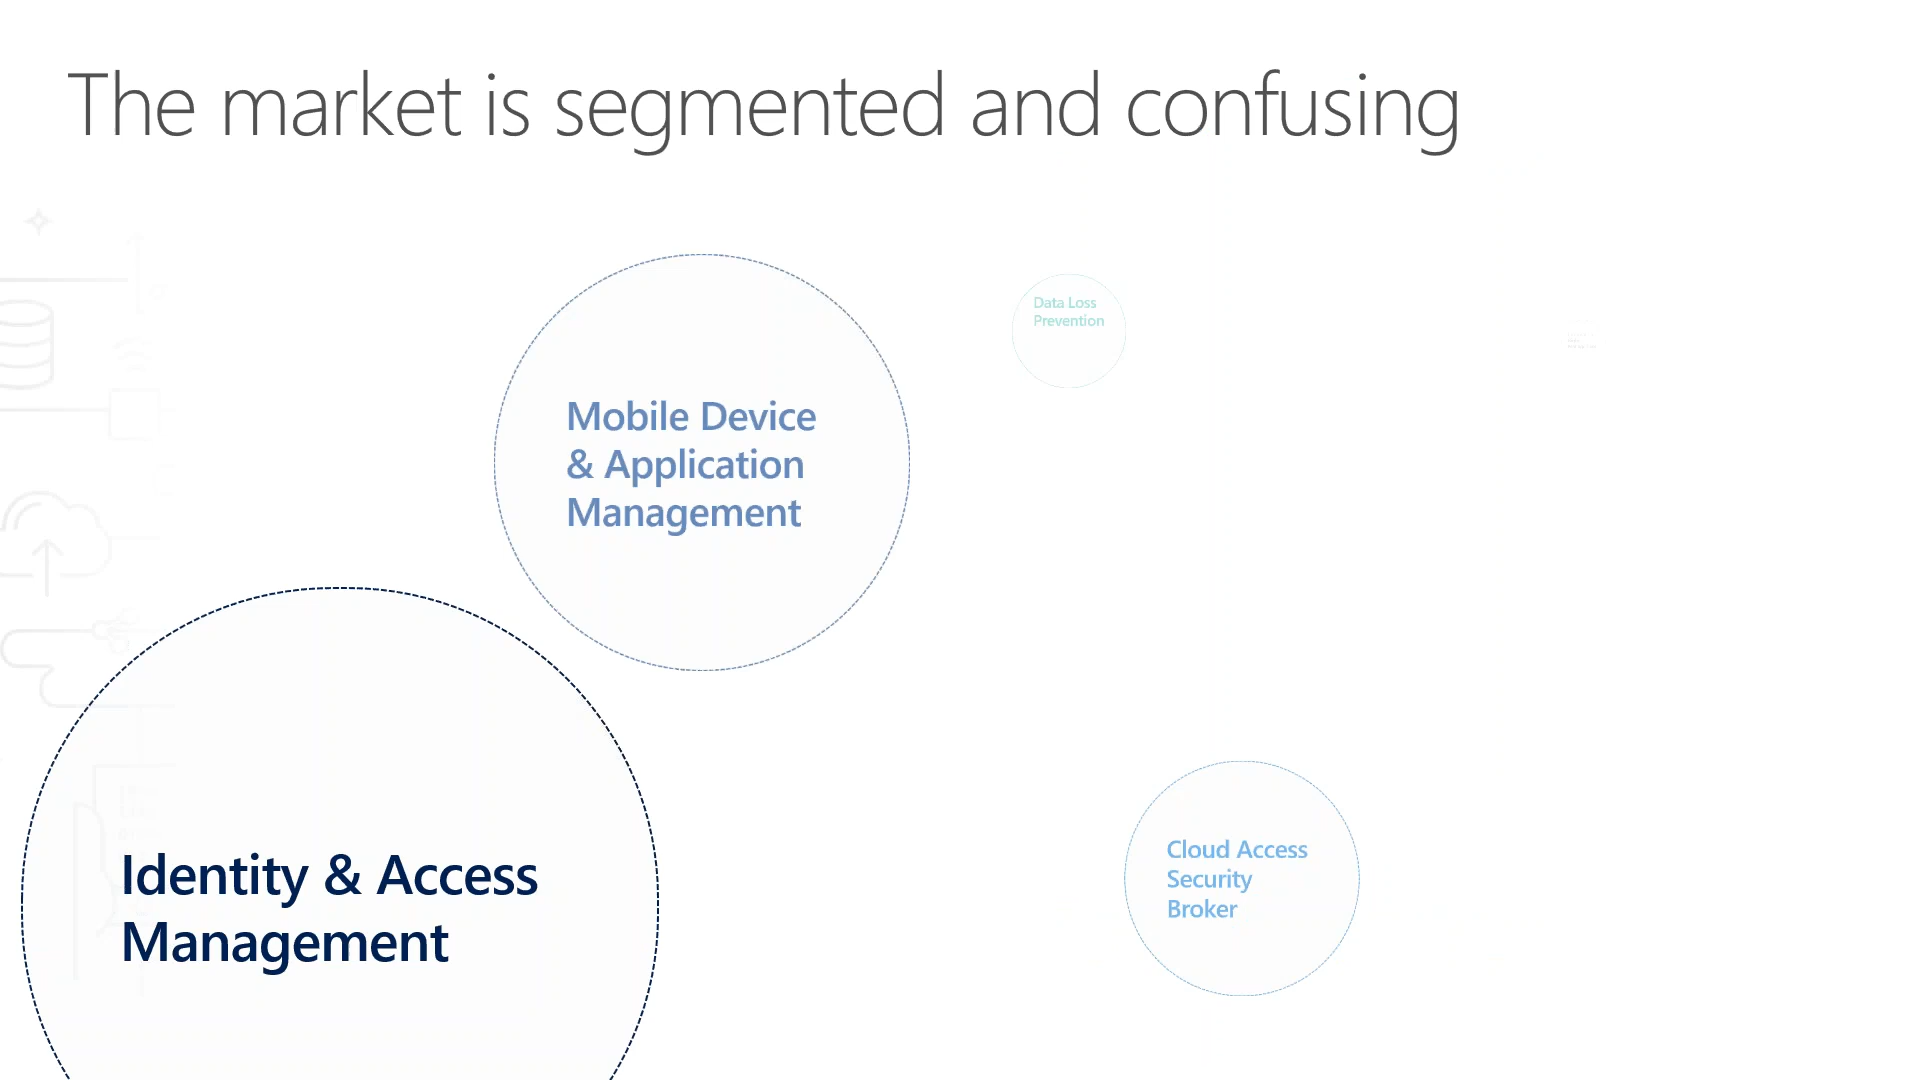 The market is segmented and confusing
Data Loss
Prevention
Mobile Device
& Application
Management
Identity & Access
Management
Cloud Access
Security
Broker